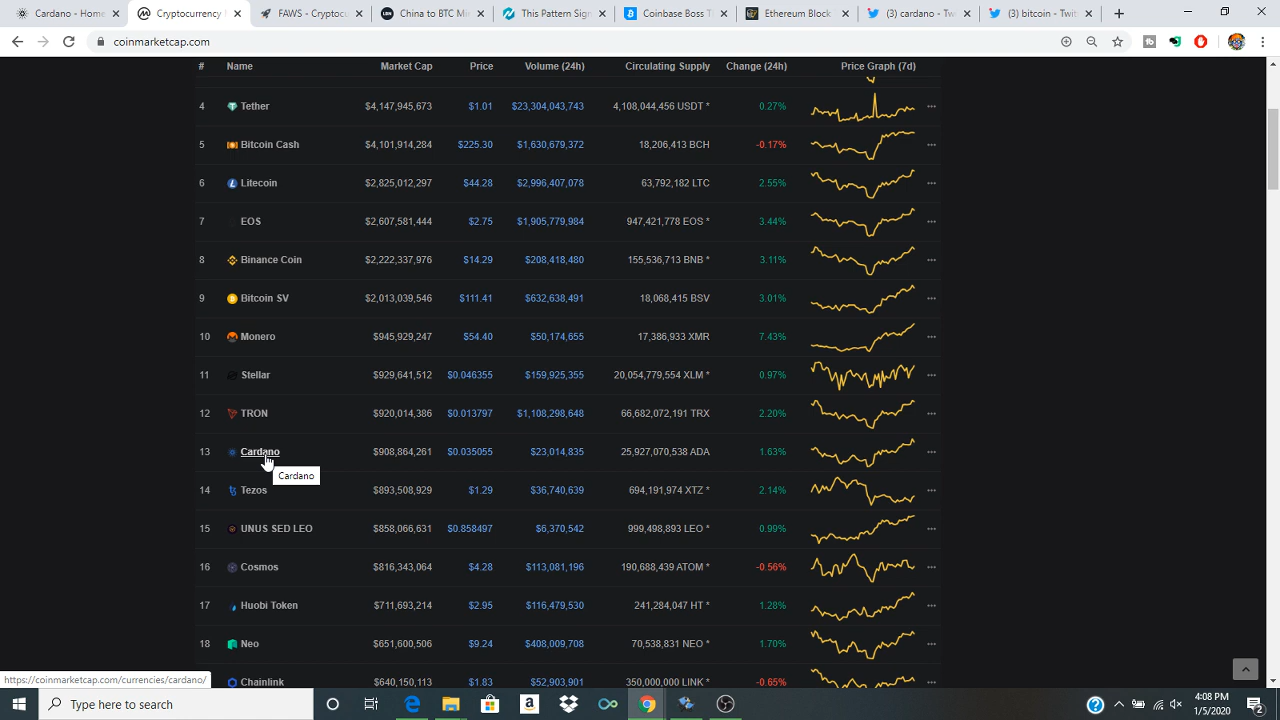 Cardano - Home
Cryptocurrency
FAWS - Cryptocu
China to BTC Mi
This Pattern Sig
Coinbase Boss T
Ethereum Block
(3) cardano - Tw
(3) bitcoin - Twit
coinmarketcap.com
# Name Market Cap Price Volume (24h) Circulating Supply Change (24h) Price Graph (7d)
4 Tether $4,147,945,673 $1.01 $23,304,043,743 4,108,044,456 USDT * 0.27%
5 Bitcoin Cash $4,101,914,284 $225.30 $1,630,679,372 18,206,413 BCH -0.17%
6 Litecoin $2,825,012,297 $44.28 $2,996,407,078 63,792,182 LTC 2.55%
7 EOS $2,607,581,444 $2.75 $1,905,779,984 947,421,778 EOS * 3.44%
8 Binance Coin $2,222,337,976 $14.29 $208,418,480 155,536,713 BNB * 3.11%
9 Bitcoin SV $2,013,039,546 $111.41 $632,638,491 18,068,415 BSV 3.01%
10 Monero $945,929,247 $54.40 $50,174,655 17,386,933 XMR 7.43%
11 Stellar $929,641,512 $0.046355 $159,925,355 20,054,779,554 XLM * 0.97%
12 TRON $920,014,386 $0.013797 $1,108,298,648 66,682,072,191 TRX 2.20%
13 Cardano $908,864,261 $0.035055 $23,014,835 25,927,070,538 ADA 1.63%
Cardano
14 Tezos $893,508,929 $1.29 $36,740,639 694,191,974 XTZ * 2.14%
15 UNUS SED LEO $858,066,631 $0.858497 $6,370,542 999,498,893 LEO * 0.99%
16 Cosmos $816,343,064 $4.28 $113,081,196 190,688,439 ATOM * -0.56%
17 Huobi Token $711,693,214 $2.95 $116,479,530 241,284,047 HT * 1.28%
18 Neo $651,600,506 $9.24 $408,009,708 70,538,831 NEO * 1.70%
Chainlink $640,150,113 $1.83 $52,903,901 350,000,000 LINK * -0.65%
https://coinmarketcap.com/currencies/cardano/
Type here to search
4:08 PM
1/5/2020
2